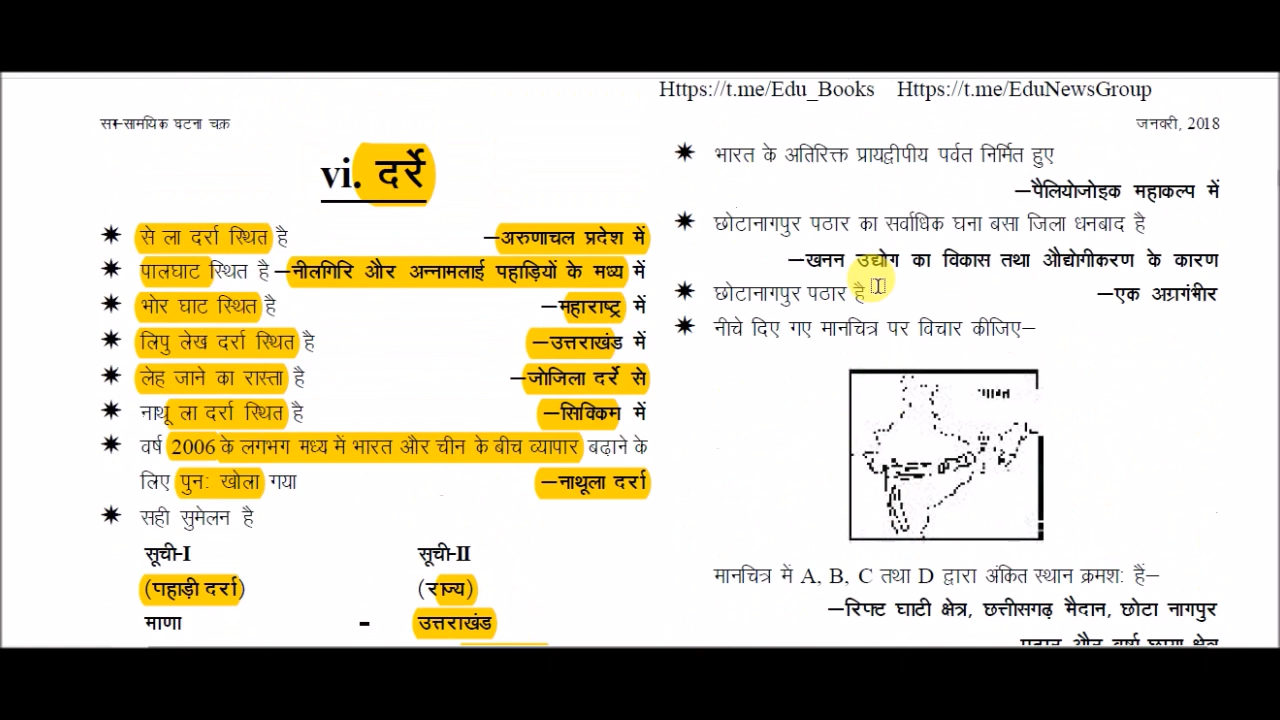 Https://t.me/Edu_Books Https://t.me/EduNewsGroup
सम-सामयिक घटना चक्र
जनवरी, 2018
vi. दर्रे
✶ से ला दर्रा स्थित है –अरुणाचल प्रदेश में
✶ पालघाट स्थित है –नीलगिरि और अन्नामलाई पहाड़ियों के मध्य में
✶ भोर घाट स्थित है –महाराष्ट्र में
✶ लिपु लेख दर्रा स्थित है –उत्तराखंड में
✶ लेह जाने का रास्ता है –जोजिला दर्रे से
✶ नाथू ला दर्रा स्थित है –सिक्किम में
✶ वर्ष 2006 के लगभग मध्य में भारत और चीन के बीच व्यापार बढ़ाने के
लिए पुनः खोला गया –नाथूला दर्रा
✶ सही सुमेलन है
सूची-I सूची-II
(पहाड़ी दर्रा) (राज्य)
माणा - उत्तराखंड
✶ भारत के अतिरिक्त प्रायद्वीपीय पर्वत निर्मित हुए
–पैलियोजोइक महाकल्प में
✶ छोटानागपुर पठार का सर्वाधिक घना बसा जिला धनबाद है
–खनन उद्योग का विकास तथा औद्योगीकरण के कारण
✶ छोटानागपुर पठार है –एक अग्रगंभीर
✶ नीचे दिए गए मानचित्र पर विचार कीजिए–
मानचित्र में A, B, C तथा D द्वारा अंकित स्थान क्रमशः हैं–
–रिफ्ट घाटी क्षेत्र, छत्तीसगढ़ मैदान, छोटा नागपुर
पठार और वर्षा छाया क्षेत्र